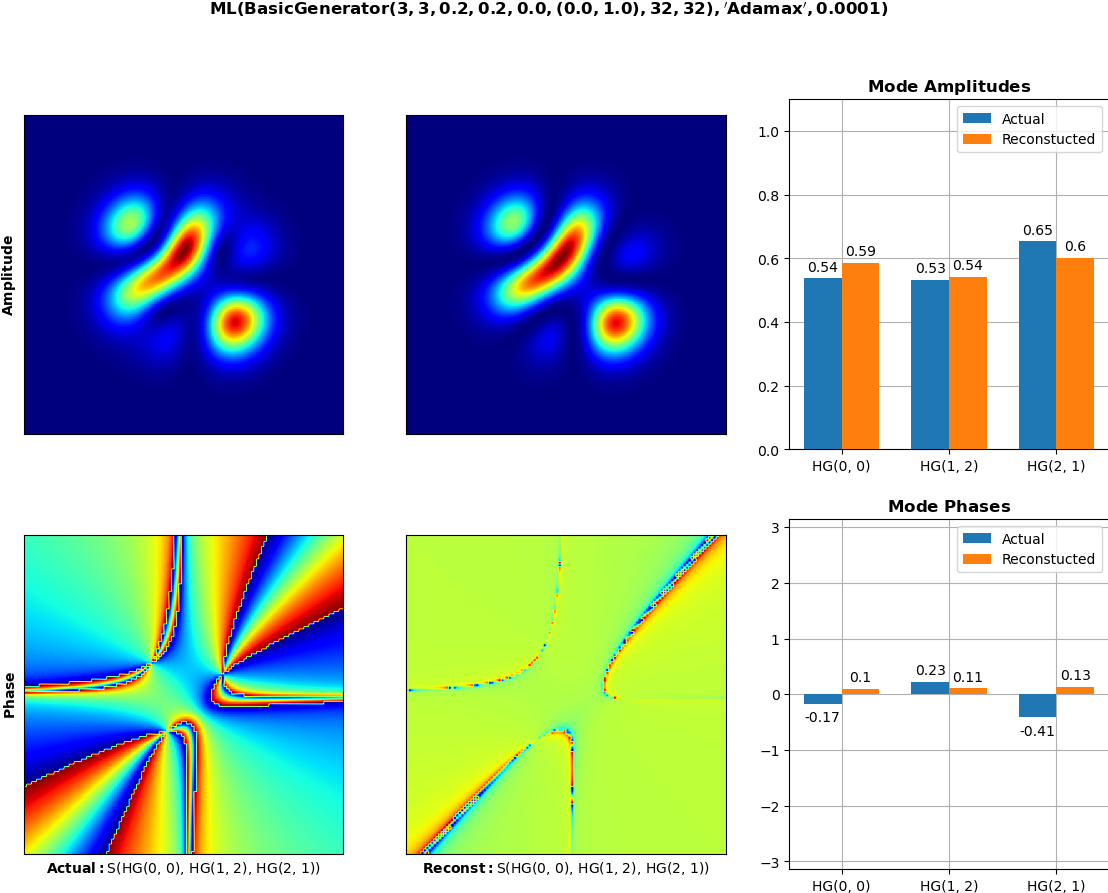 ML(BasicGenerator(3, 3, 0.2, 0.2, 0.0, (0.0, 1.0), 32, 32), ′Adamax′, 0.0001)
Amplitude
Mode Amplitudes
Actual
Reconstucted
1.0
0.8
0.6
0.4
0.2
0.0
0.54
0.59
0.53
0.54
0.65
0.6
HG(0, 0)
HG(1, 2)
HG(2, 1)
Phase
Actual: S(HG(0, 0), HG(1, 2), HG(2, 1))
Reconst: S(HG(0, 0), HG(1, 2), HG(2, 1))
Mode Phases
Actual
Reconstucted
3
2
1
0
−1
−2
−3
-0.17
0.1
0.23
0.11
-0.41
0.13
HG(0, 0)
HG(1, 2)
HG(2, 1)